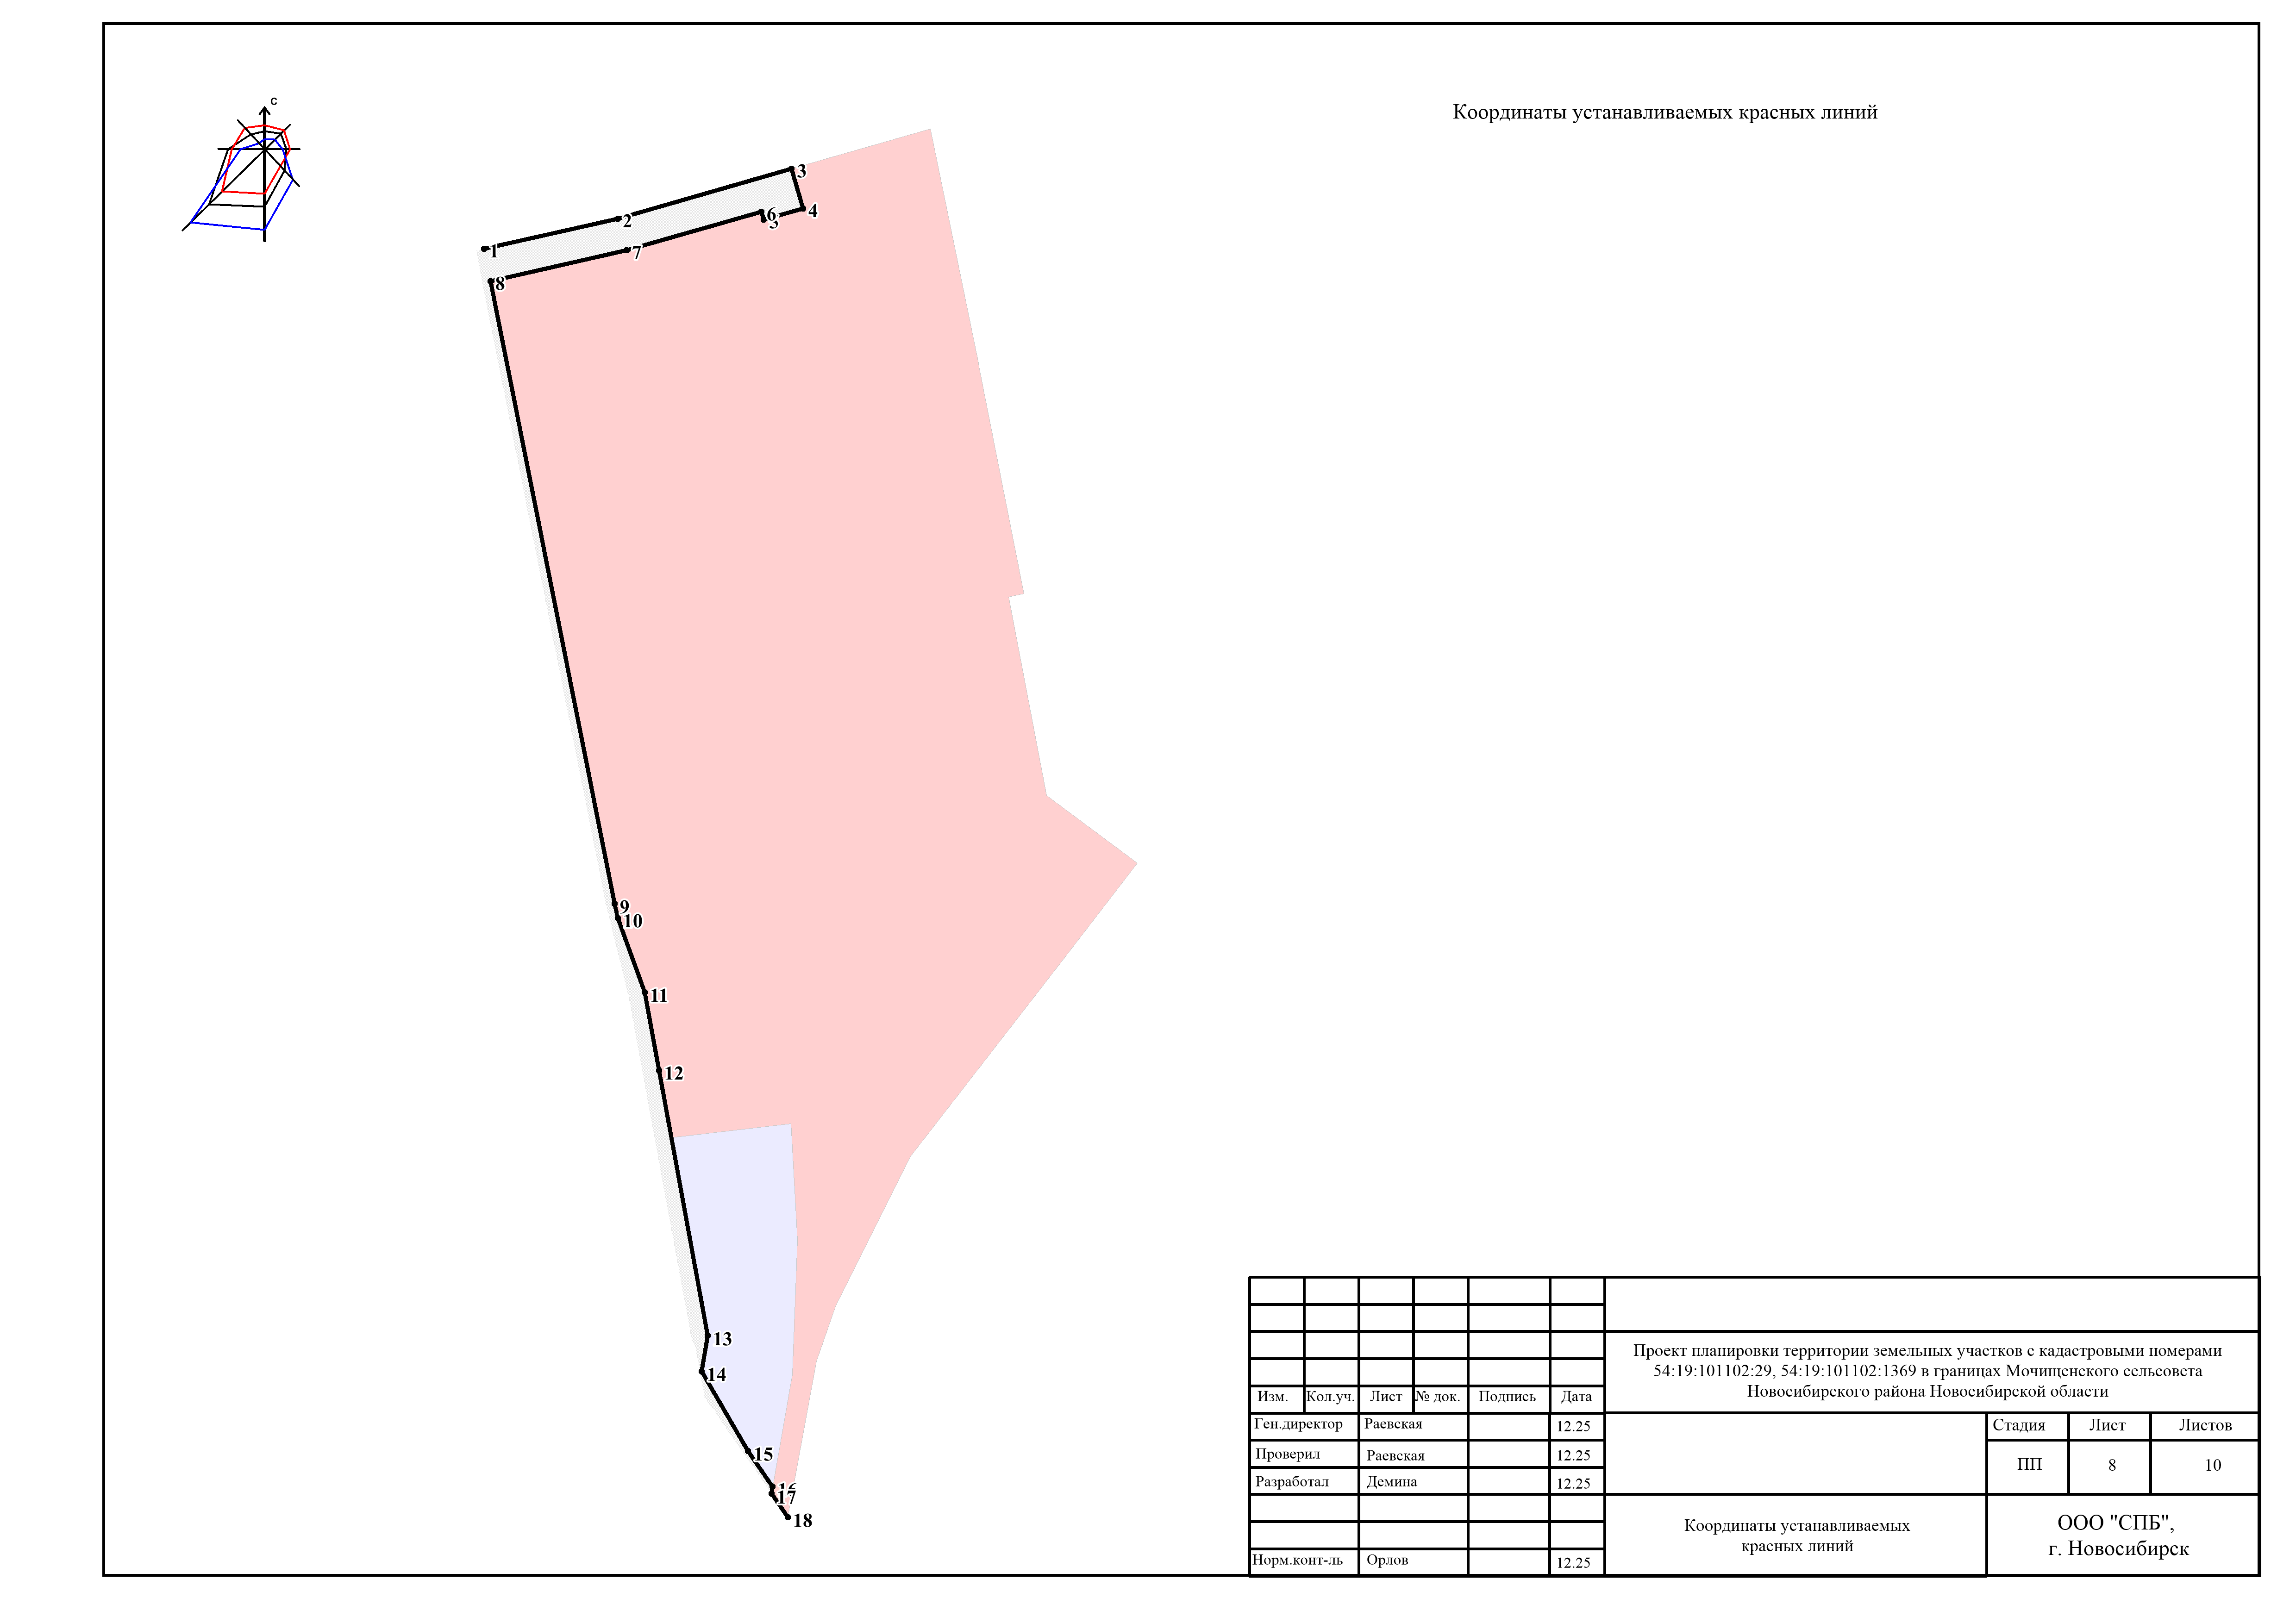 С
Координаты устанавливаемых красных линий
3
4
6
5
2
7
1
8
9
10
11
12
13
14
15
16
17
18
Проект планировки территории земельных участков с кадастровыми номерами
54:19:101102:29, 54:19:101102:1369 в границах Мочищенского сельсовета
Новосибирского района Новосибирской области
Изм. Кол.уч. Лист № док. Подпись Дата
Ген.директор Раевская 12.25
Стадия Лист Листов
Проверил Раевская 12.25
ПП 8 10
Разработал Демина 12.25
Координаты устанавливаемых
красных линий
ООО "СПБ",
г. Новосибирск
Норм.конт-ль Орлов 12.25